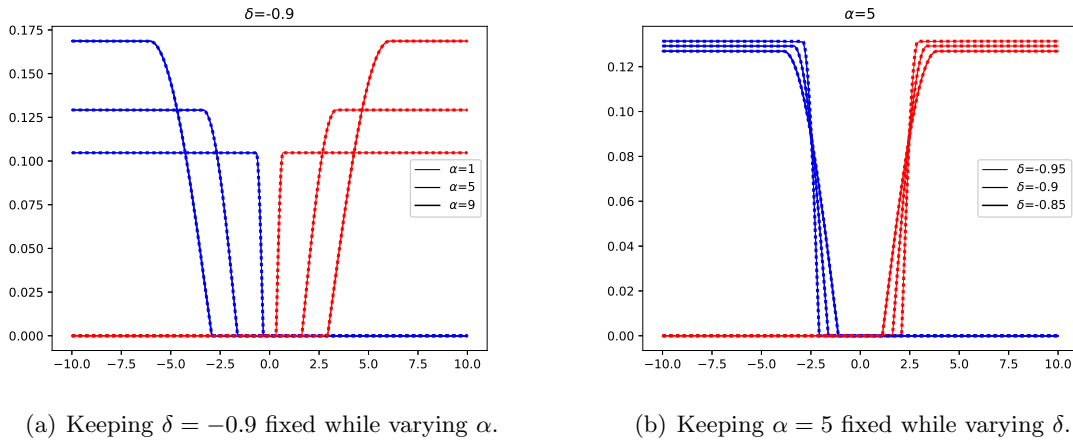 δ=-0.9
0.175
0.150
0.125
0.100
0.075
0.050
0.025
0.000
α=1
α=5
α=9
−10.0 −7.5 −5.0 −2.5 0.0 2.5 5.0 7.5 10.0
(a) Keeping δ = −0.9 fixed while varying α.
α=5
0.12
0.10
0.08
0.06
0.04
0.02
0.00
δ=-0.95
δ=-0.9
δ=-0.85
−10.0 −7.5 −5.0 −2.5 0.0 2.5 5.0 7.5 10.0
(b) Keeping α = 5 fixed while varying δ.